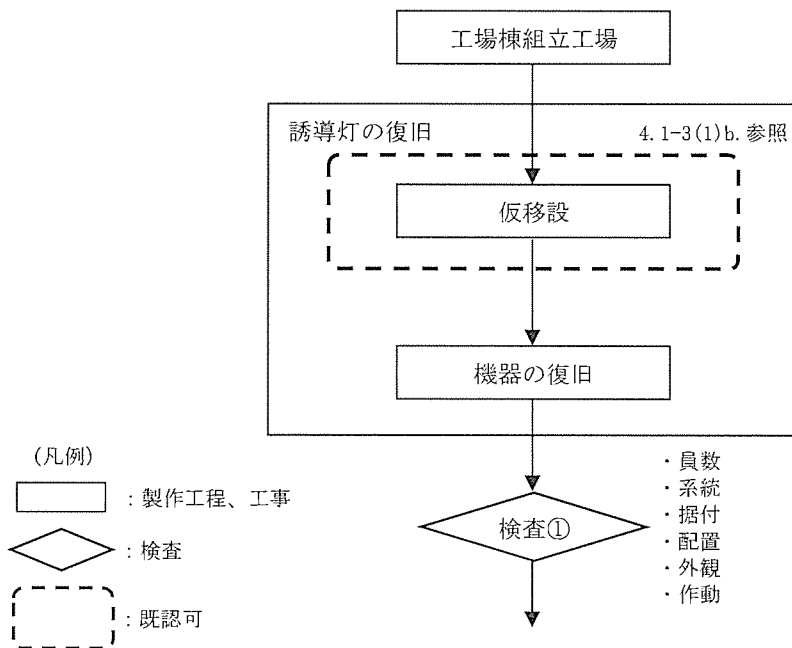 工場棟組立工場
誘導灯の復旧 4.1-3(1)b.参照
仮移設
機器の復旧
検査①
・員数
・系統
・据付
・配置
・外観
・作動
(凡例)
：製作工程、工事
：検査
：既認可